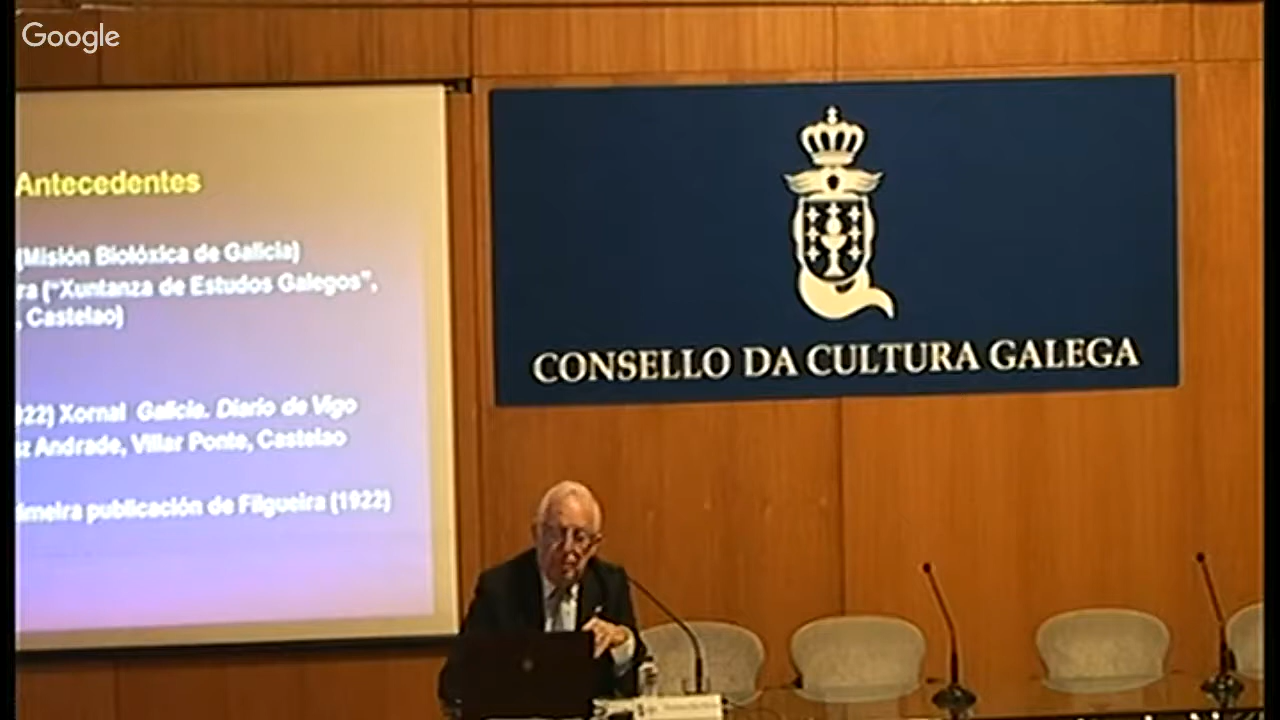 Google
Antecedentes
(Misión Biolóxica de Galicia)
ra ("Xuntanza de Estudos Galegos",
, Castelao)
922) Xornal Galicia. Diario de Vigo
z Andrade, Villar Ponte, Castelao
imeira publicación de Filgueira (1922)
CONSELLO DA CULTURA GALEGA